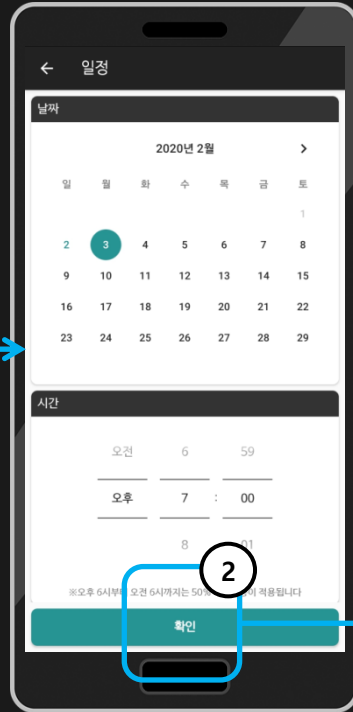 ← 일정
날짜
2020년 2월 >
일 월 화 수 목 금 토
1
2 3 4 5 6 7 8
9 10 11 12 13 14 15
16 17 18 19 20 21 22
23 24 25 26 27 28 29
시간
오전 6 59
오후 7 : 00
8 01
2
※오후 6시부터 오전 6시까지는 50% 적용됩니다
확인